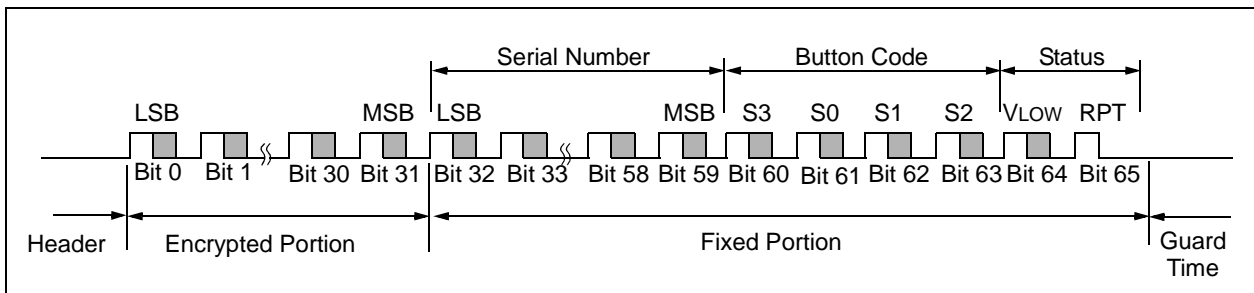 Serial Number Button Code Status
LSB MSB LSB MSB S3 S0 S1 S2 VLOW RPT
Bit 0 Bit 1 Bit 30 Bit 31 Bit 32 Bit 33 Bit 58 Bit 59 Bit 60 Bit 61 Bit 62 Bit 63 Bit 64 Bit 65
Header Encrypted Portion Fixed Portion Guard
Time